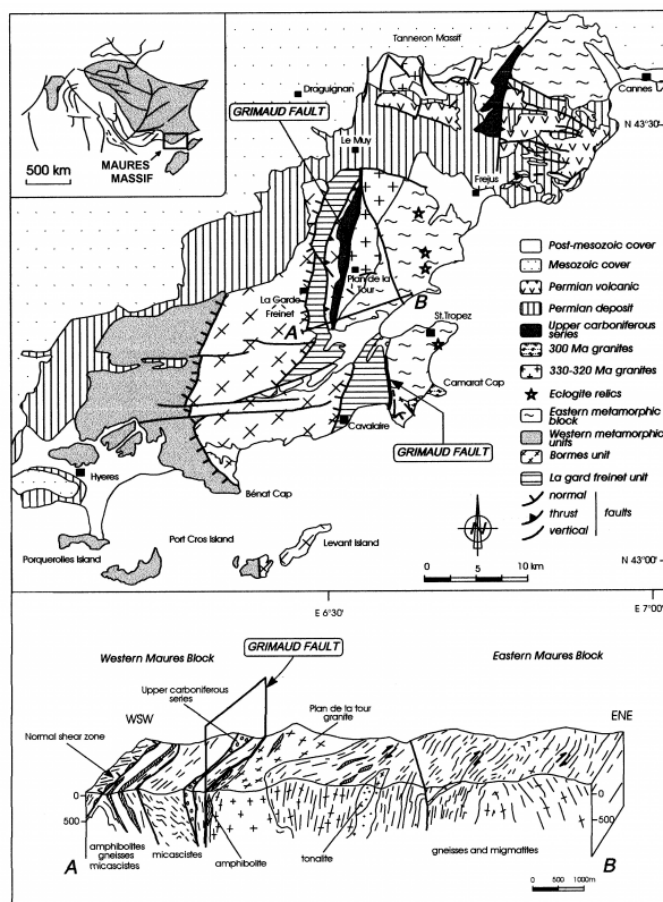 Tanneron Massif
Draguignan
Cannes
GRIMAUD FAULT
N 43°30'
500 km
MAURES
MASSIF
Le Muy
Frejus
Plan de la
Tour
La Garde
Freinet
A
B
St.Tropez
Camarat Cap
GRIMAUD FAULT
Cavalaire
Hyeres
Bénat Cap
Port Cros Island
Levant Island
Porquerolles Island
Post-mesozoic cover
Mesozoic cover
Permian volcanic
Permian deposit
Upper carboniferous
series
300 Ma granites
330-320 Ma granites
Eclogite relics
Eastern metamorphic
block
Western metamorphic
units
Bormes unit
La gard freinet unit
normal
thrust
vertical
faults
N
0 5 10 km
N 43°00'
E 6°30'
E 7°00'
GRIMAUD FAULT
Western Maures Block
Eastern Maures Block
Upper carboniferous
series
Plan de la tour
granite
WSW
ENE
Normal shear zone
0
500
0
500
amphibolites
gneisses
micascistes
micascistes
amphibolite
tonalite
gneisses and migmatites
A
B
0 500 1000m